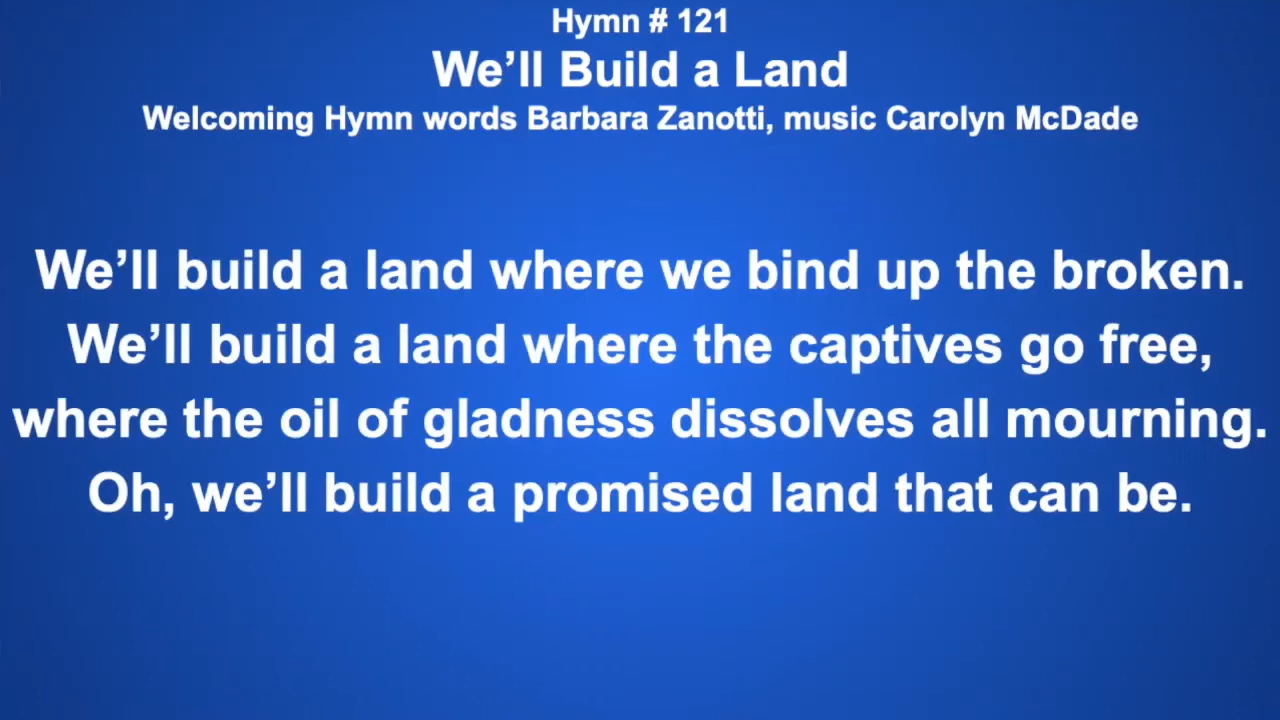 Hymn # 121
We’ll Build a Land
Welcoming Hymn words Barbara Zanotti, music Carolyn McDade
We’ll build a land where we bind up the broken.
We’ll build a land where the captives go free,
where the oil of gladness dissolves all mourning.
Oh, we’ll build a promised land that can be.